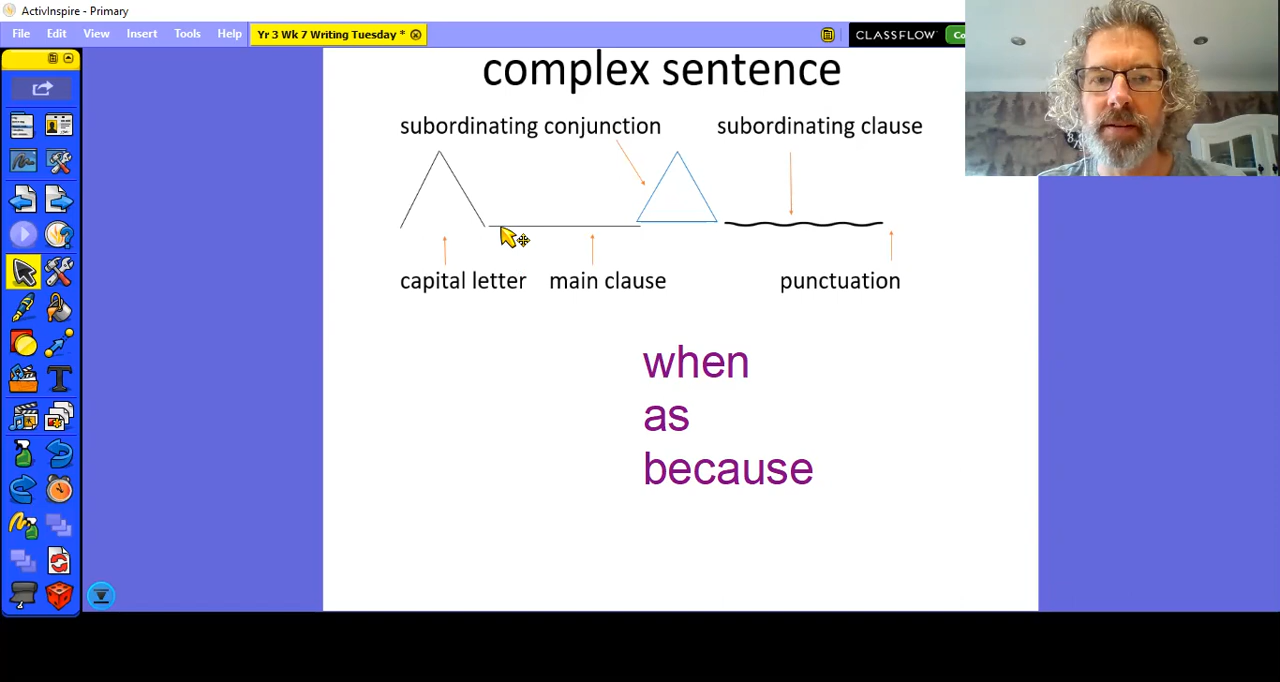 ActivInspire - Primary
File Edit View Insert Tools Help Yr 3 Wk 7 Writing Tuesday * CLASSFLOW Co
complex sentence
subordinating conjunction subordinating clause
capital letter main clause punctuation
when
as
because